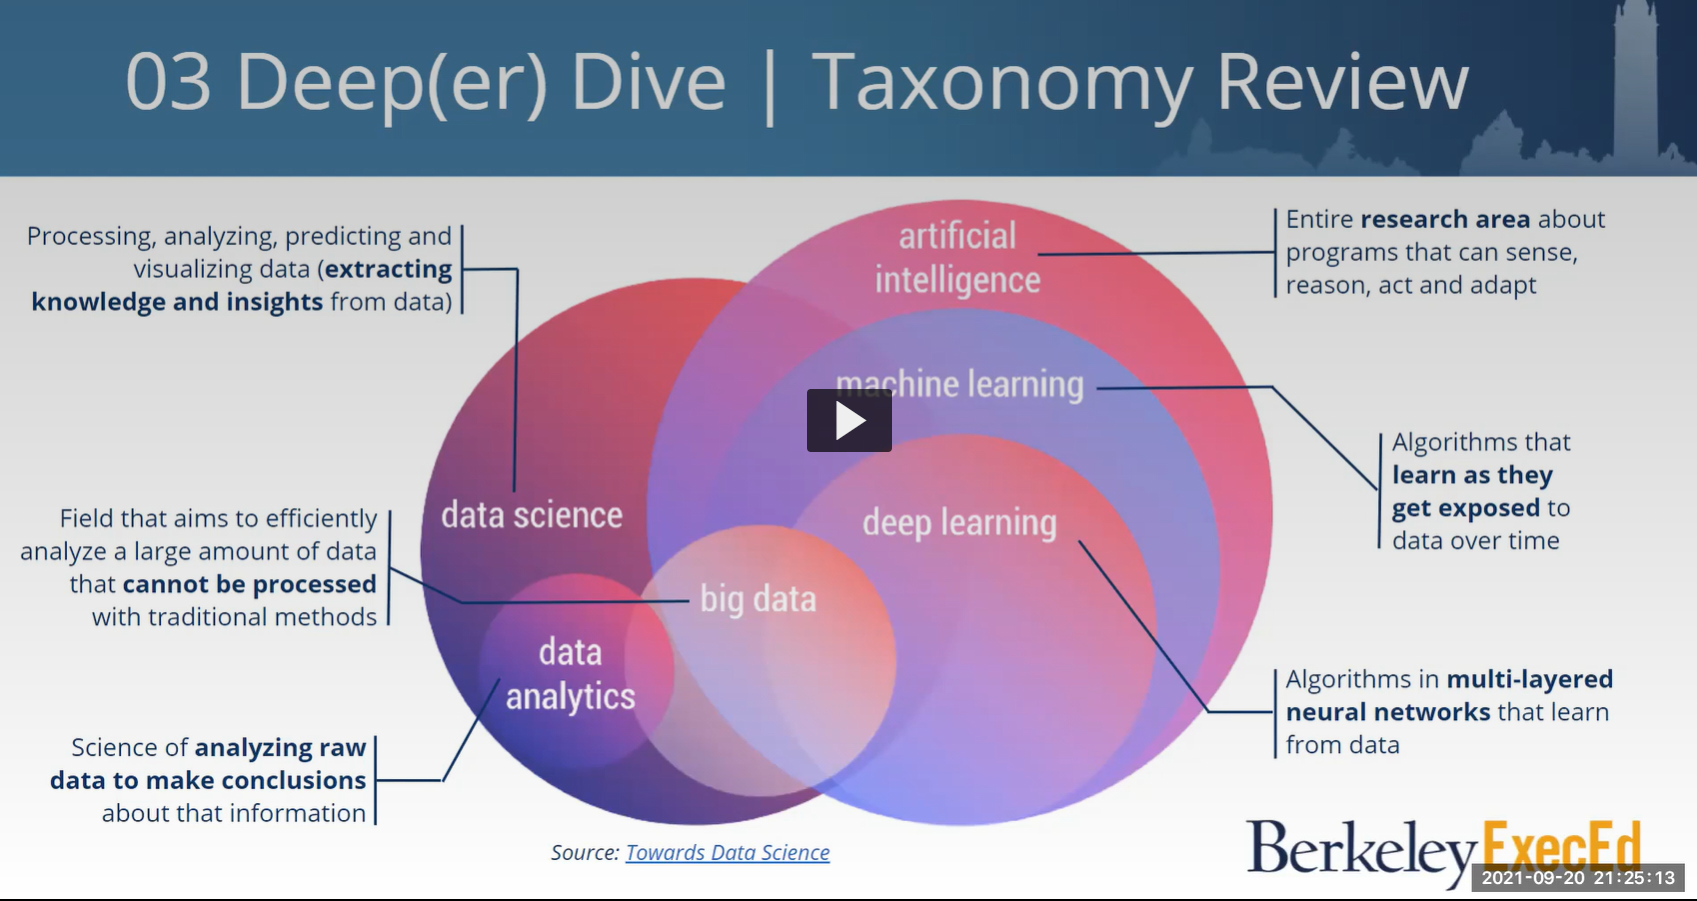 03 Deep(er) Dive | Taxonomy Review
Processing, analyzing, predicting and
visualizing data (extracting
knowledge and insights from data)
artificial
intelligence
Entire research area about
programs that can sense,
reason, act and adapt
machine learning
Algorithms that
learn as they
get exposed to
data over time
data science
deep learning
Field that aims to efficiently
analyze a large amount of data
that cannot be processed
with traditional methods
big data
data
analytics
Algorithms in multi-layered
neural networks that learn
from data
Science of analyzing raw
data to make conclusions
about that information
Source: Towards Data Science
Berkeley ExecEd
2021-09-20 21:25:13